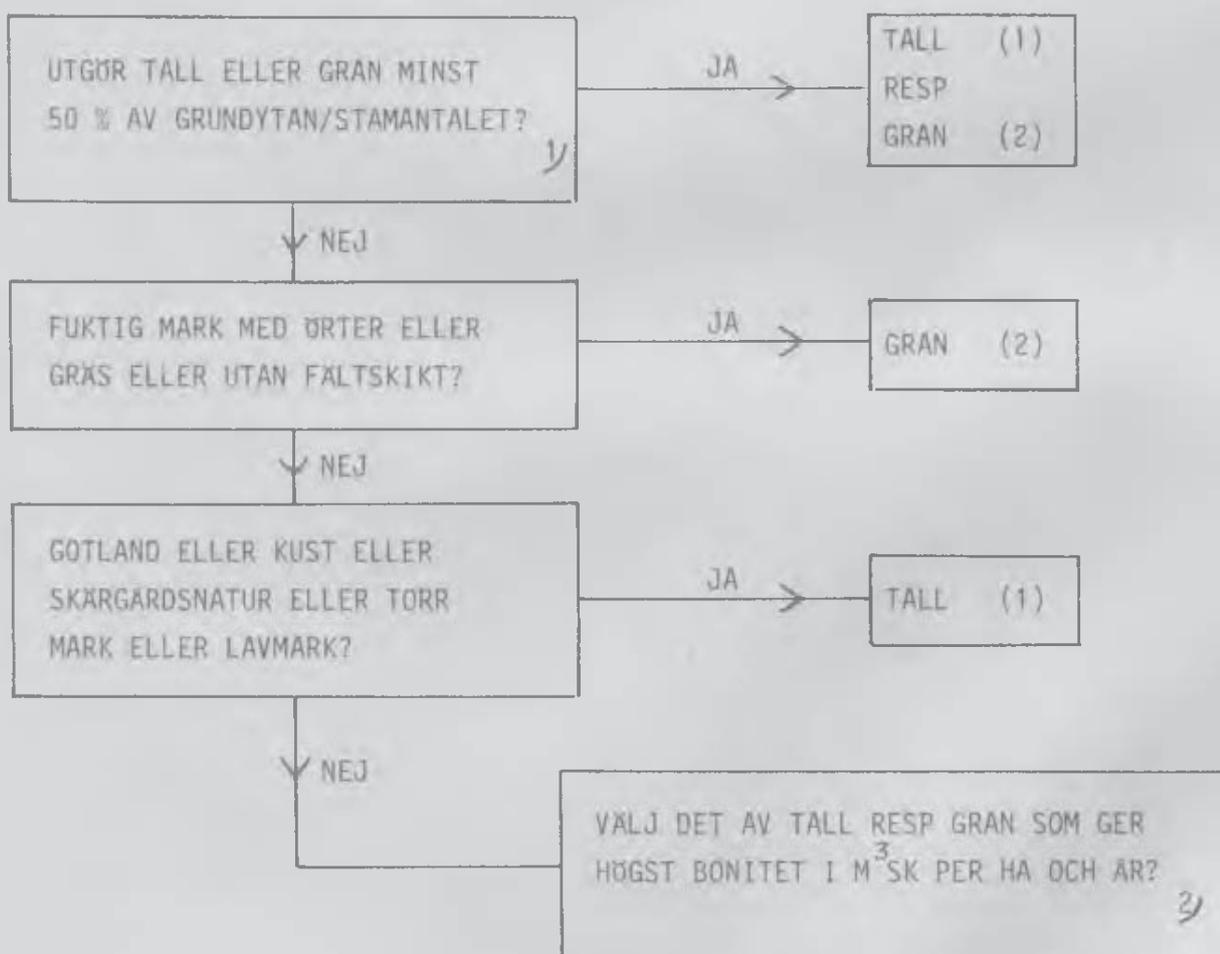 UTGÖR TALL ELLER GRAN MINST
50 % AV GRUNDYTAN/STAMANTALET?
1)
JA
TALL (1)
RESP
GRAN (2)
NEJ
FUKTIG MARK MED ÖRTER ELLER
GRÄS ELLER UTAN FÄLTSKIKT?
JA
GRAN (2)
NEJ
GOTLAND ELLER KUST ELLER
SKÄRGÅRDSNATUR ELLER TORR
MARK ELLER LAVMARK?
JA
TALL (1)
NEJ
VÄLJ DET AV TALL RESP GRAN SOM GER
HÖGST BONITET I M³SK PER HA OCH ÅR?
2)